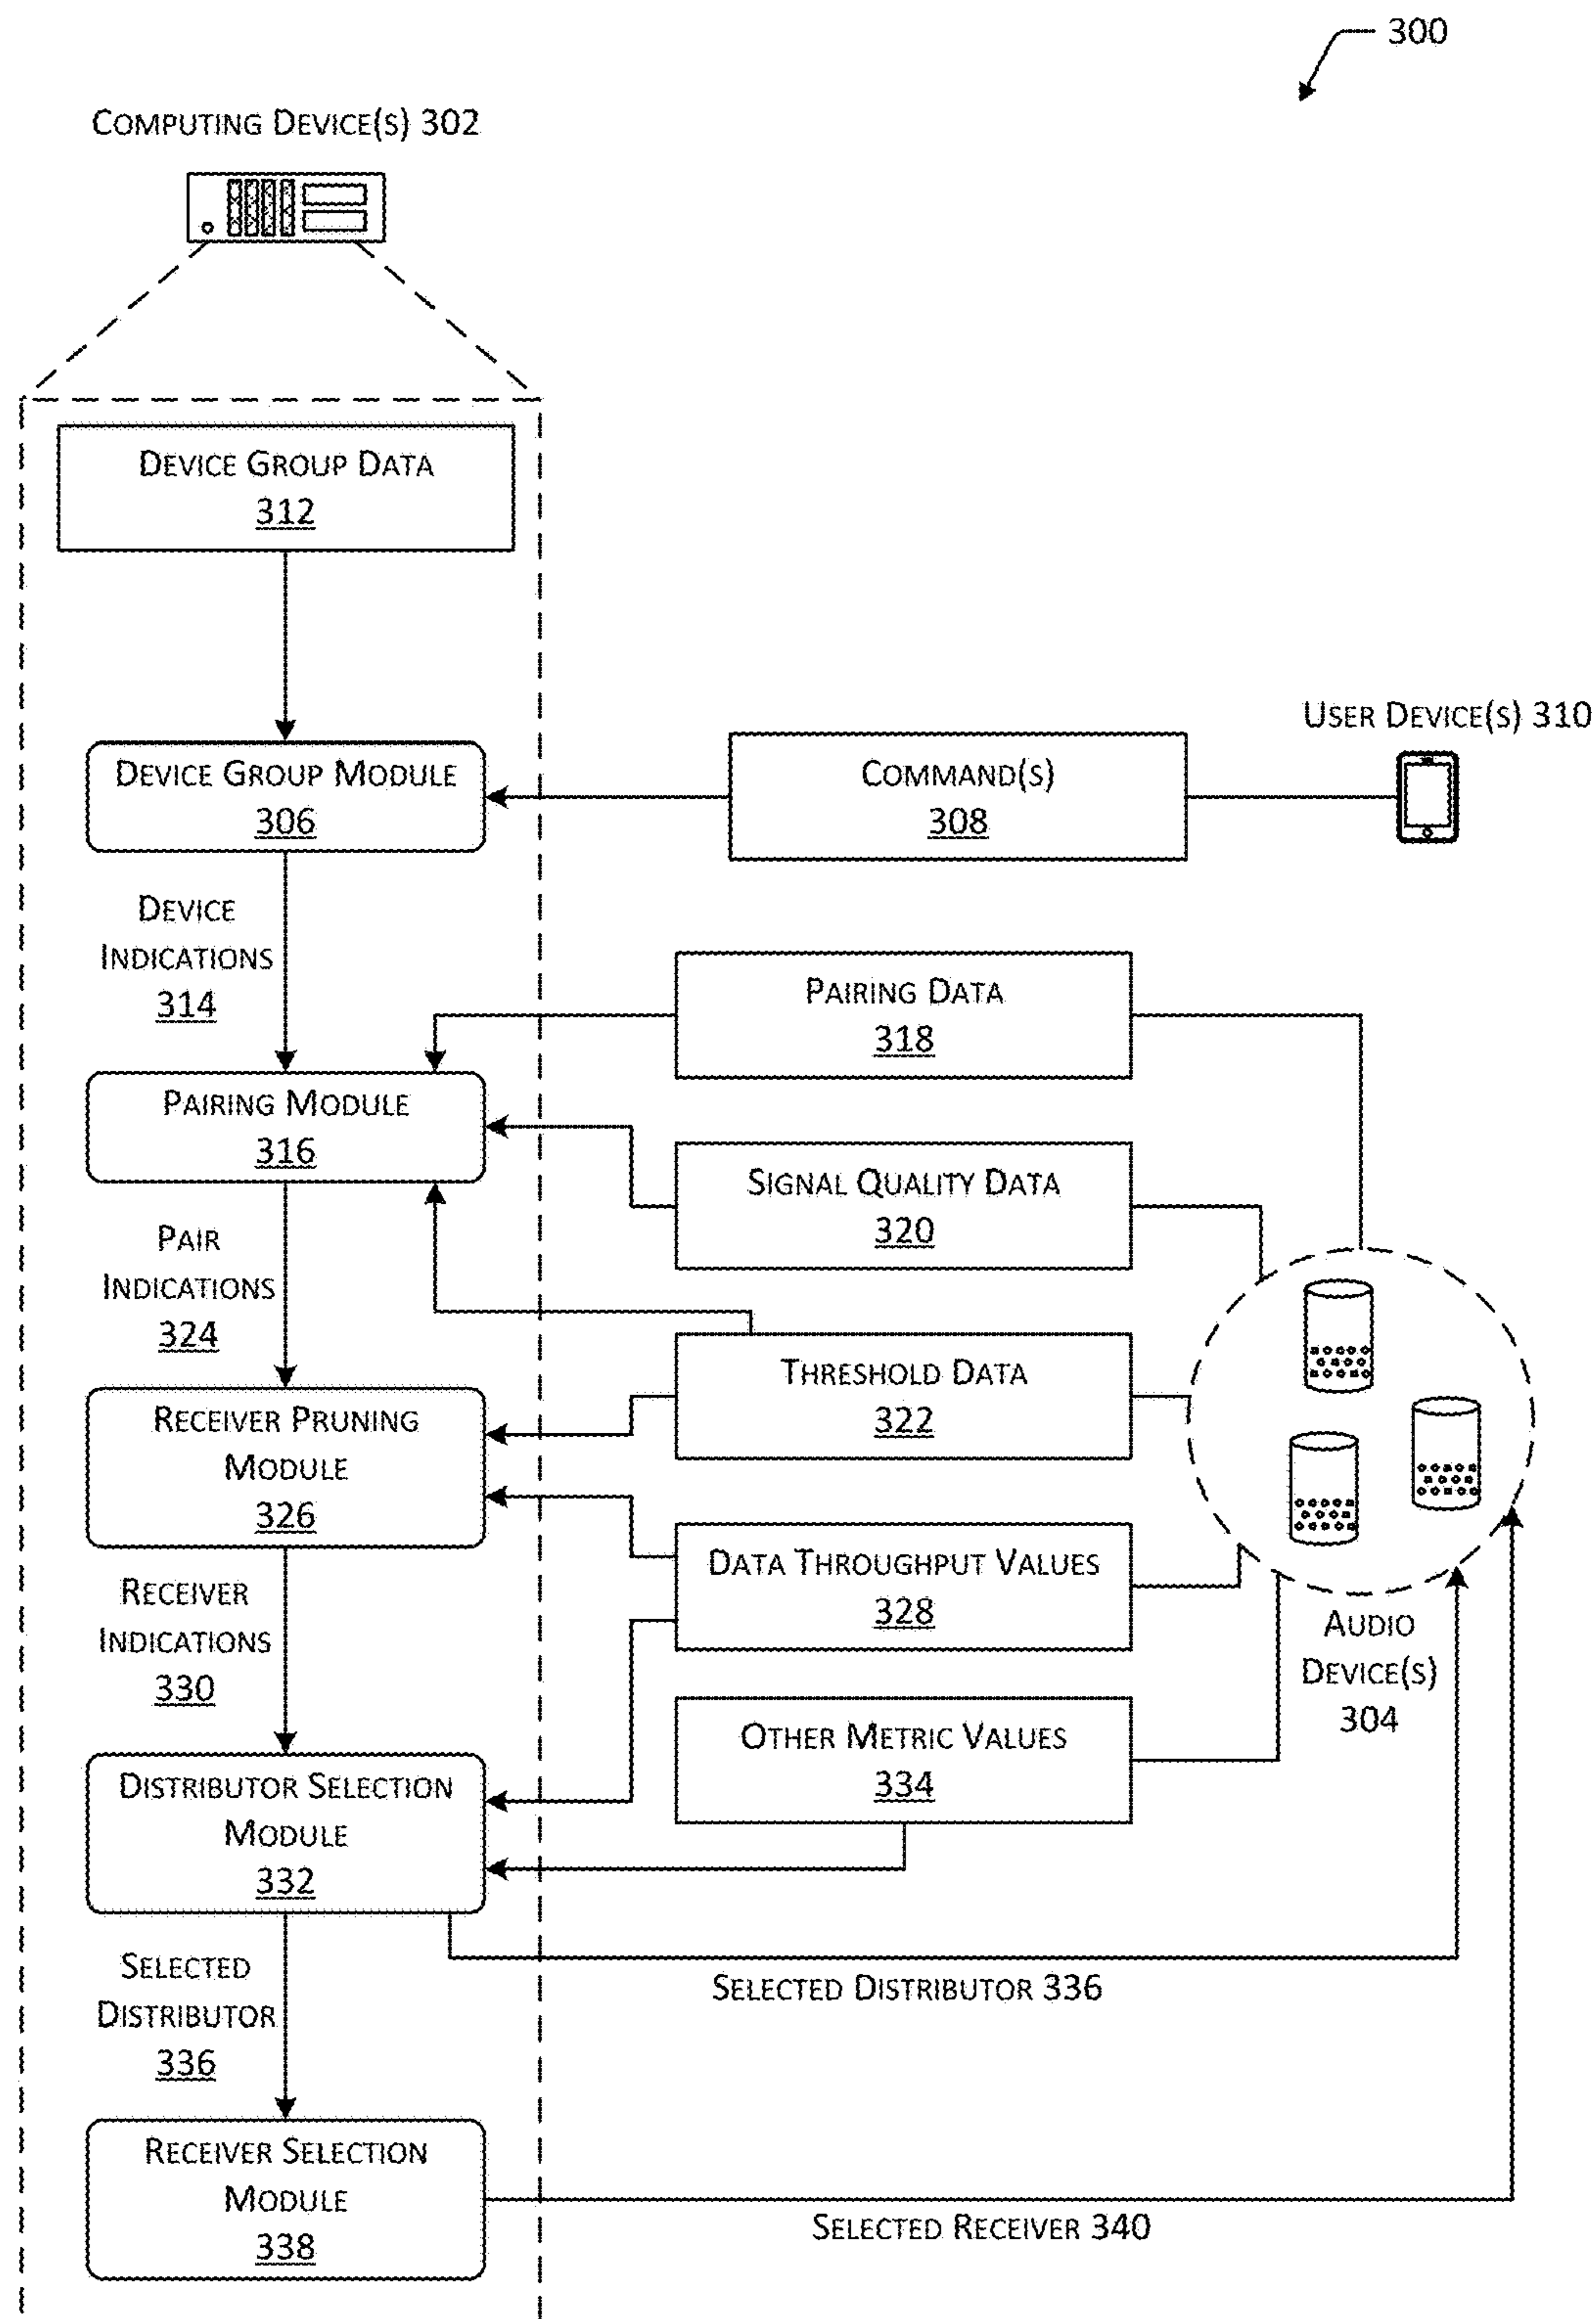 300
COMPUTING DEVICE(S) 302
DEVICE GROUP DATA
312
USER DEVICE(S) 310
DEVICE GROUP MODULE
306
COMMAND(S)
308
DEVICE
INDICATIONS
314
PAIRING DATA
318
PAIRING MODULE
316
SIGNAL QUALITY DATA
320
PAIR
INDICATIONS
324
THRESHOLD DATA
322
RECEIVER PRUNING
MODULE
326
DATA THROUGHPUT VALUES
328
RECEIVER
INDICATIONS
330
AUDIO
DEVICE(S)
304
OTHER METRIC VALUES
334
DISTRIBUTOR SELECTION
MODULE
332
SELECTED
DISTRIBUTOR
336
SELECTED DISTRIBUTOR 336
RECEIVER SELECTION
MODULE
338
SELECTED RECEIVER 340